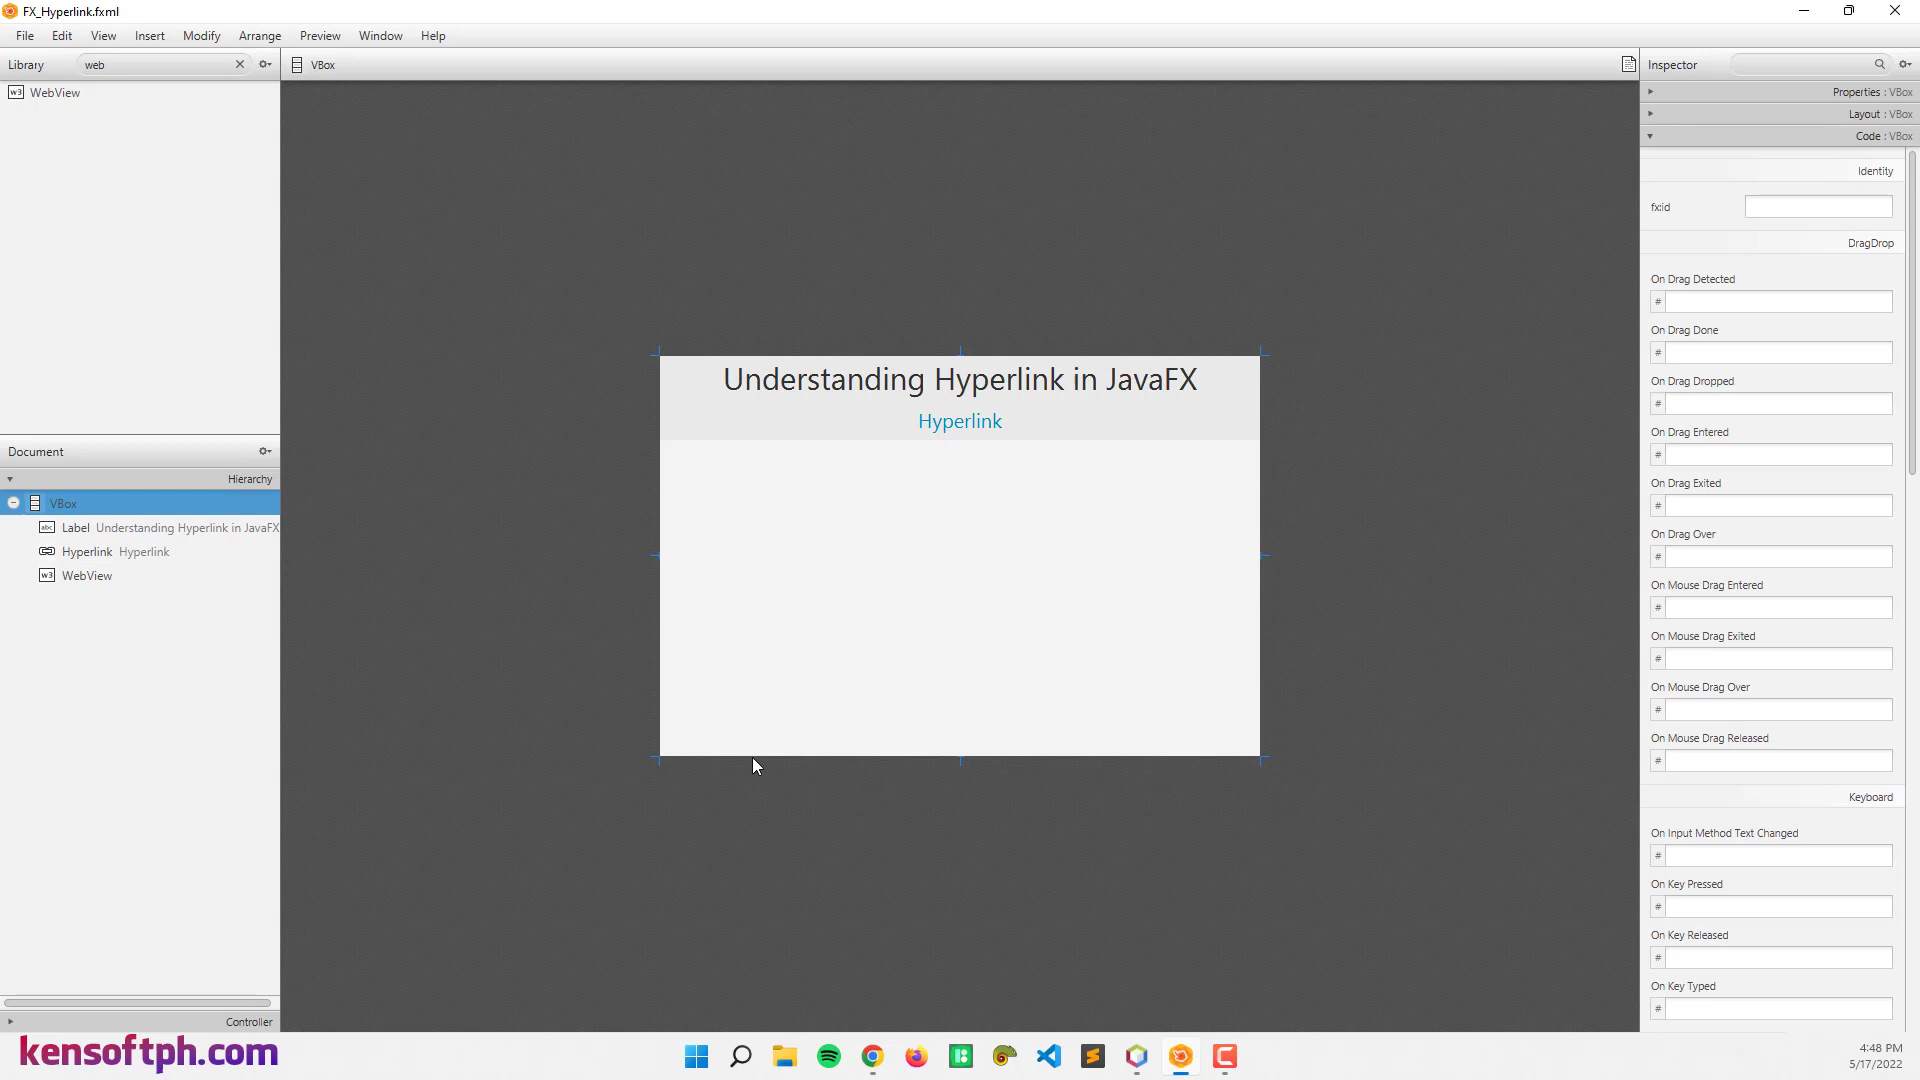 FX_Hyperlink.fxml
File Edit View Insert Modify Arrange Preview Window Help
Library web
VBox
Inspector
WebView
Properties : VBox
Layout : VBox
Code : VBox
Identity
fx:id
DragDrop
On Drag Detected
#
On Drag Done
#
On Drag Dropped
#
On Drag Entered
#
On Drag Exited
#
On Drag Over
#
On Mouse Drag Entered
#
On Mouse Drag Exited
#
On Mouse Drag Over
#
On Mouse Drag Released
#
Keyboard
On Input Method Text Changed
#
On Key Pressed
#
On Key Released
#
On Key Typed
#
Understanding Hyperlink in JavaFX
Hyperlink
Document
Hierarchy
VBox
abc Label Understanding Hyperlink in JavaFX
Hyperlink Hyperlink
w3 WebView
Controller
kensoftph.com
4:48 PM
5/17/2022